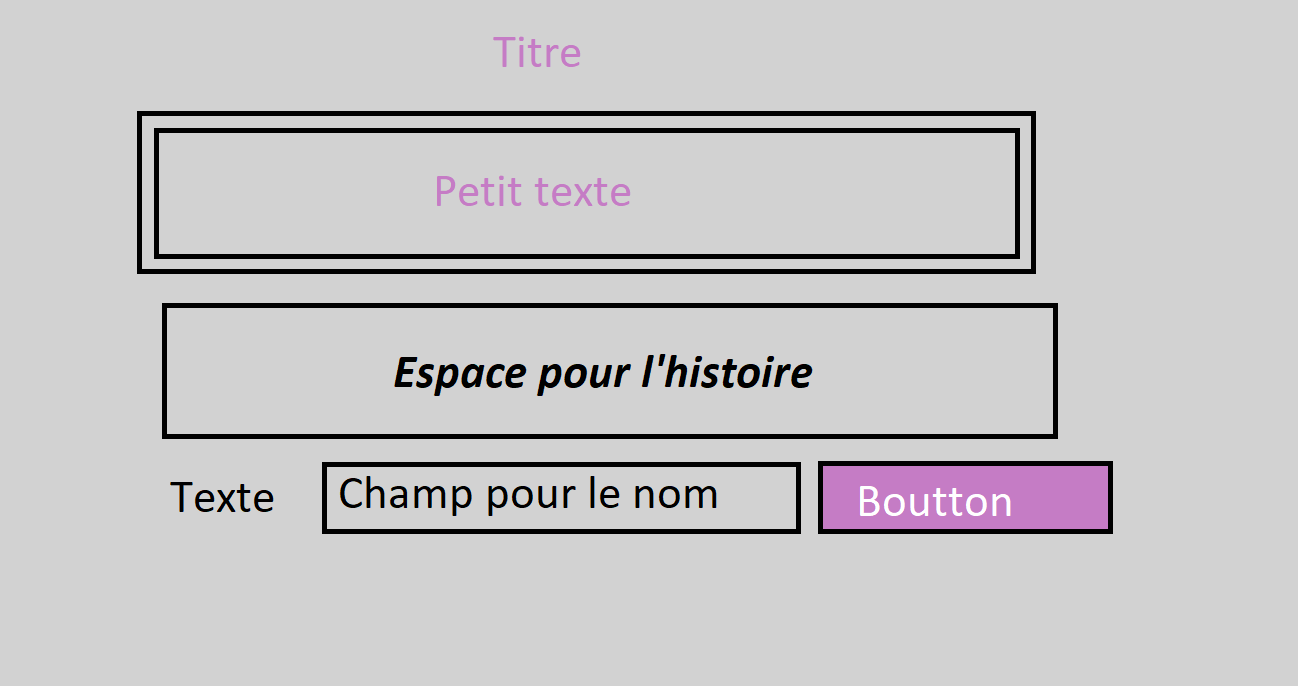 Titre
Petit texte
Espace pour l'histoire
Texte
Champ pour le nom
Boutton